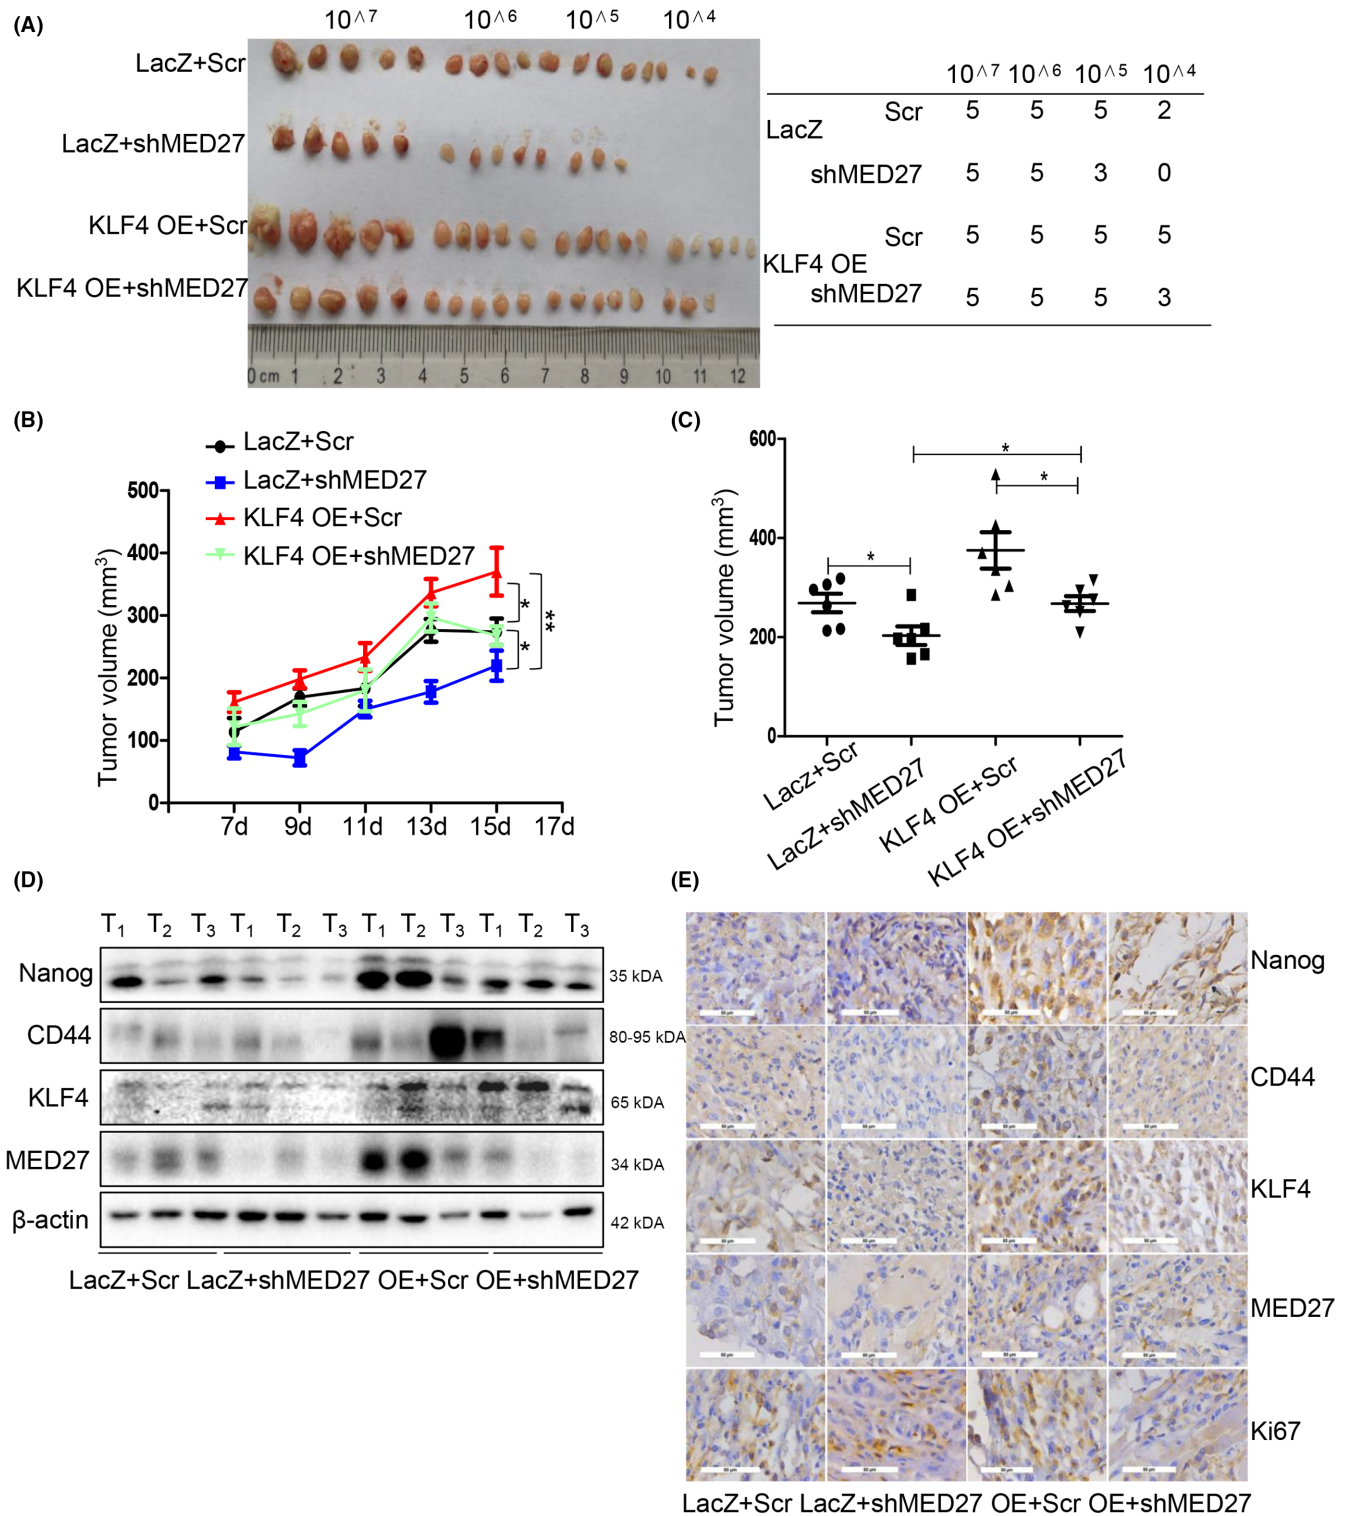 (A)
10^7 10^6 10^5 10^4
LacZ+Scr
LacZ+shMED27
KLF4 OE+Scr
KLF4 OE+shMED27
0 cm 1 2 3 4 5 6 7 8 9 10 11 12
10^7 10^6 10^5 10^4
LacZ Scr 5 5 5 2
shMED27 5 5 3 0
KLF4 OE Scr 5 5 5 5
shMED27 5 5 5 3
(B)
LacZ+Scr
LacZ+shMED27
KLF4 OE+Scr
KLF4 OE+shMED27
Tumor volume (mm³)
500
400
300
200
100
0
* * **
7d 9d 11d 13d 15d 17d
(C)
Tumor volume (mm³)
600
400
200
0
* * *
Lacz+Scr
LacZ+shMED27
KLF4 OE+Scr
KLF4 OE+shMED27
(D)
T₁ T₂ T₃ T₁ T₂ T₃ T₁ T₂ T₃ T₁ T₂ T₃
Nanog 35 kDA
CD44 80-95 kDA
KLF4 65 kDA
MED27 34 kDA
β-actin 42 kDA
LacZ+Scr LacZ+shMED27 OE+Scr OE+shMED27
(E)
Nanog
CD44
KLF4
MED27
Ki67
LacZ+Scr LacZ+shMED27 OE+Scr OE+shMED27